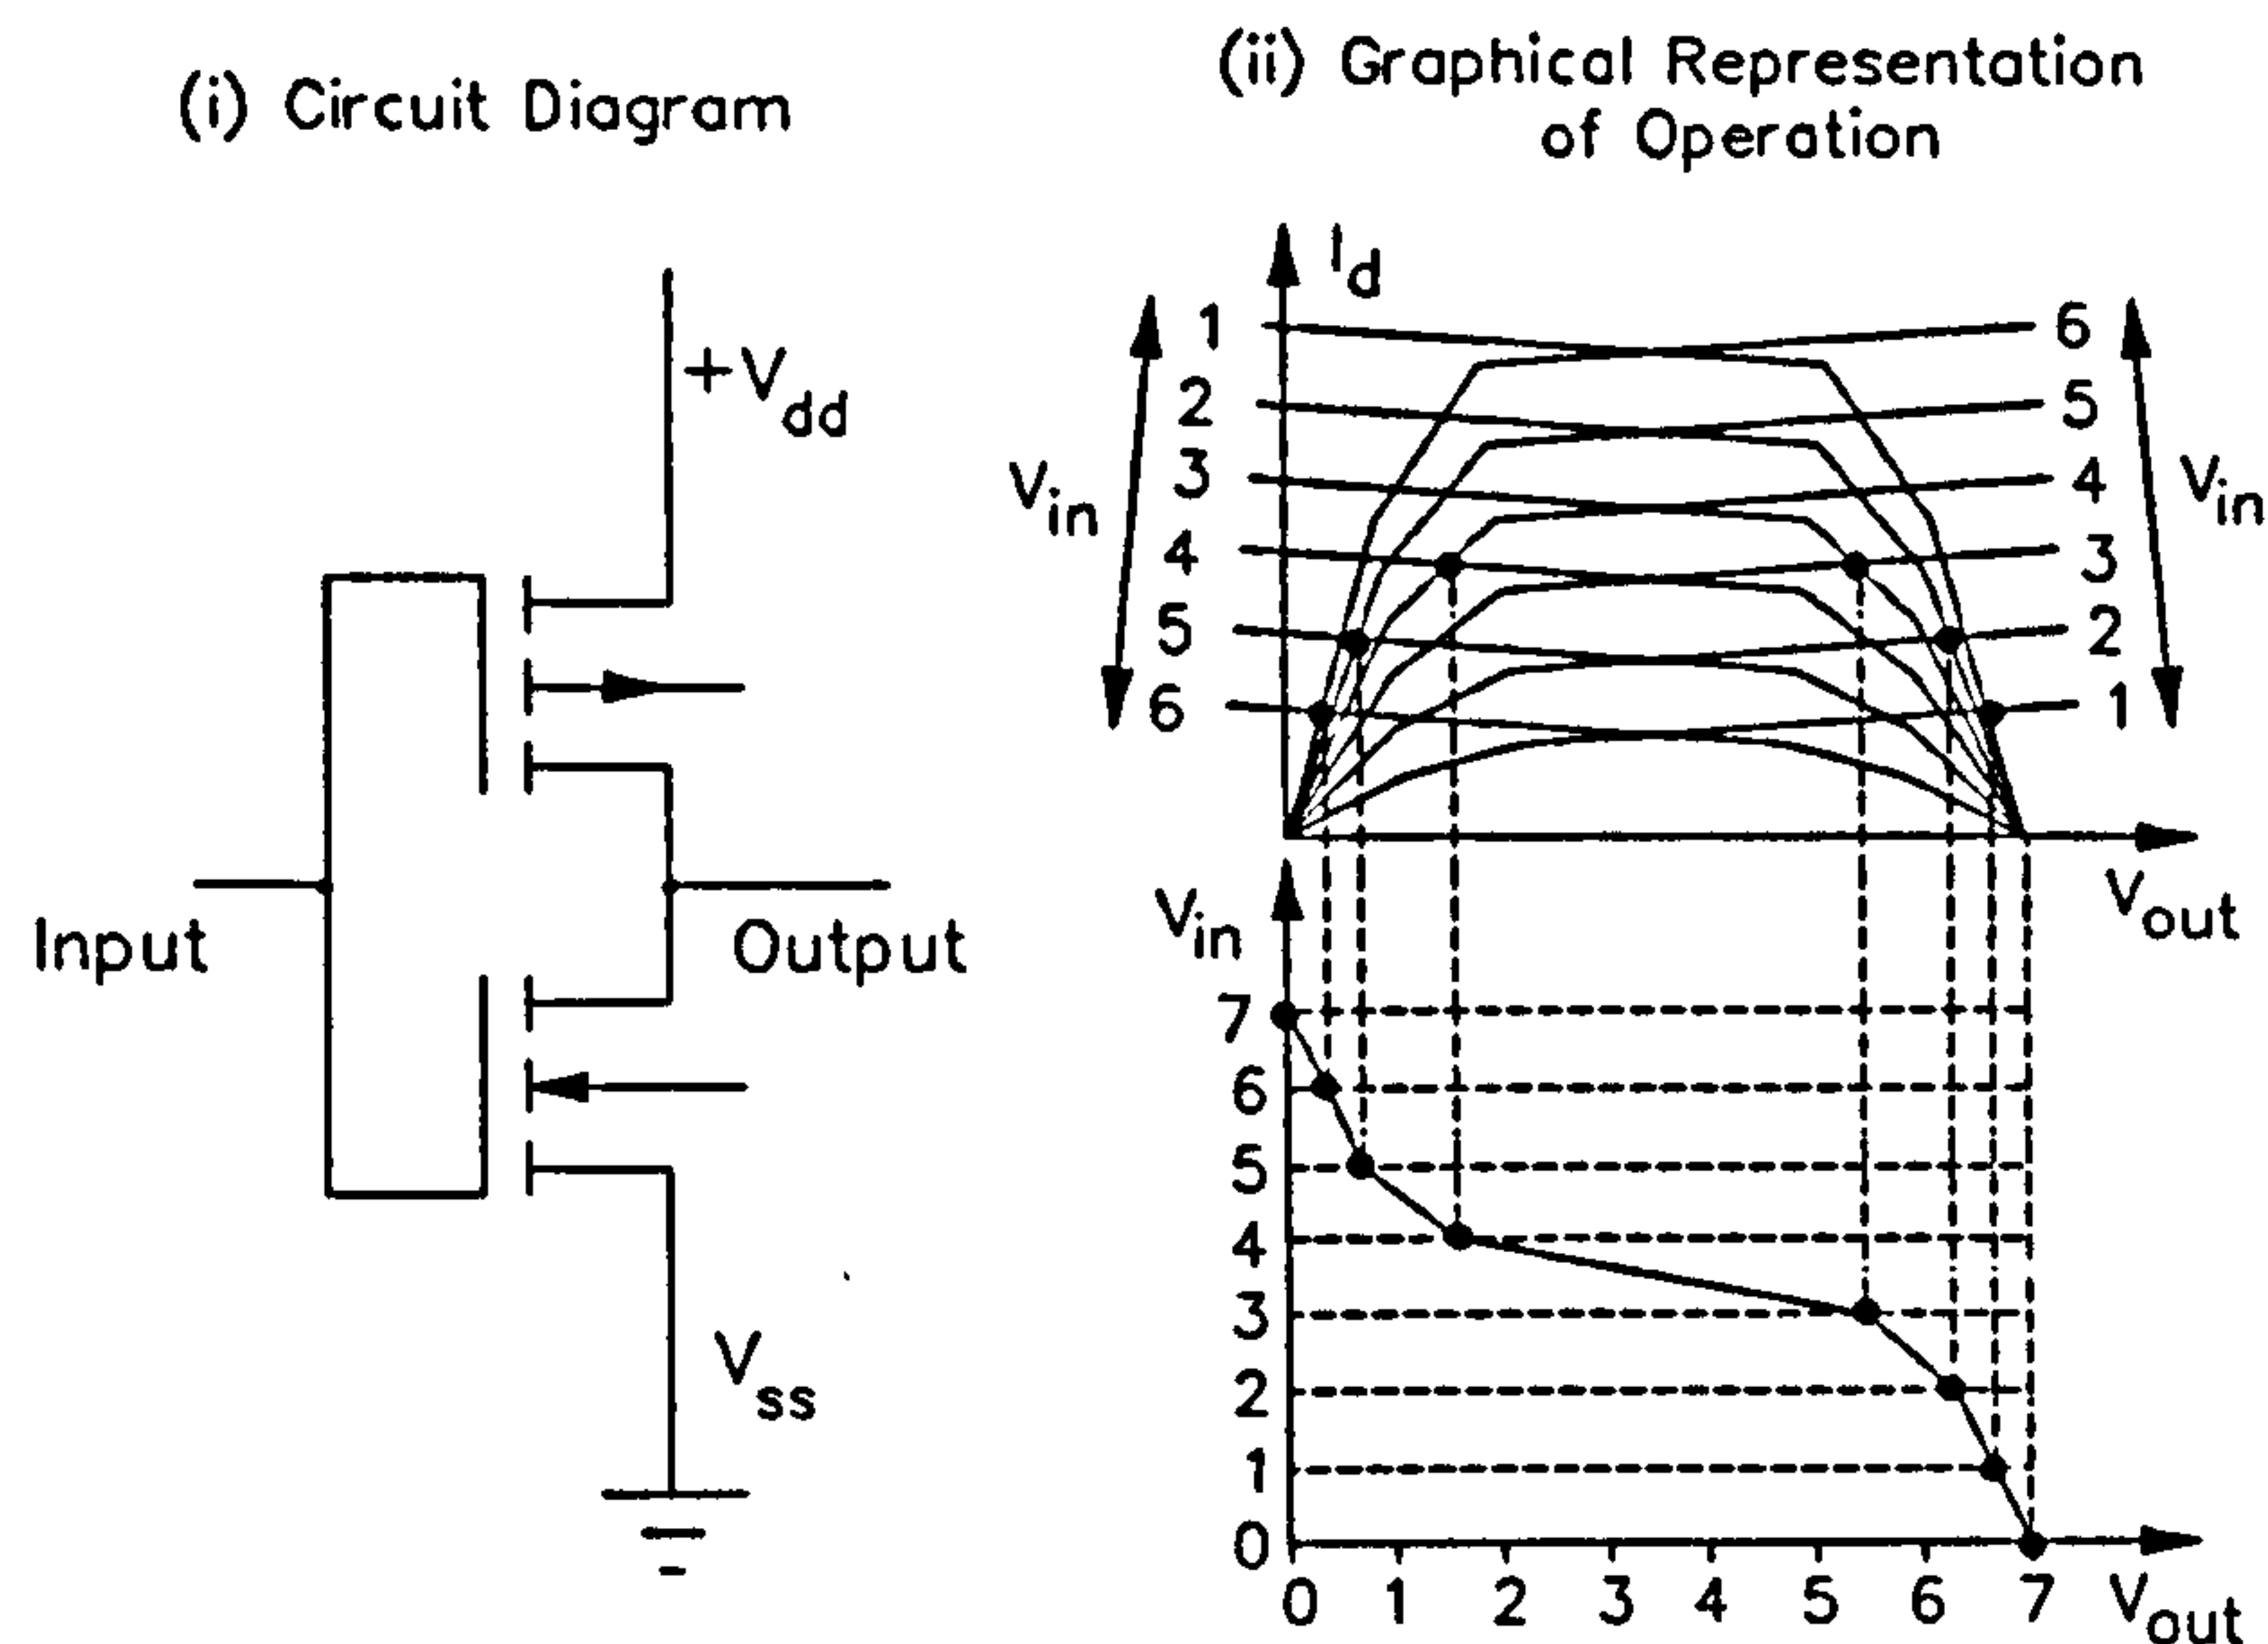 (i) Circuit Diagram
+Vdd
Input
Output
Vss
(ii) Graphical Representation
of Operation
Id
1
2
3
4
5
6
Vin
6
5
4
3
2
1
Vin
Vout
Vin
7
6
5
4
3
2
1
0
0 1 2 3 4 5 6 7 Vout